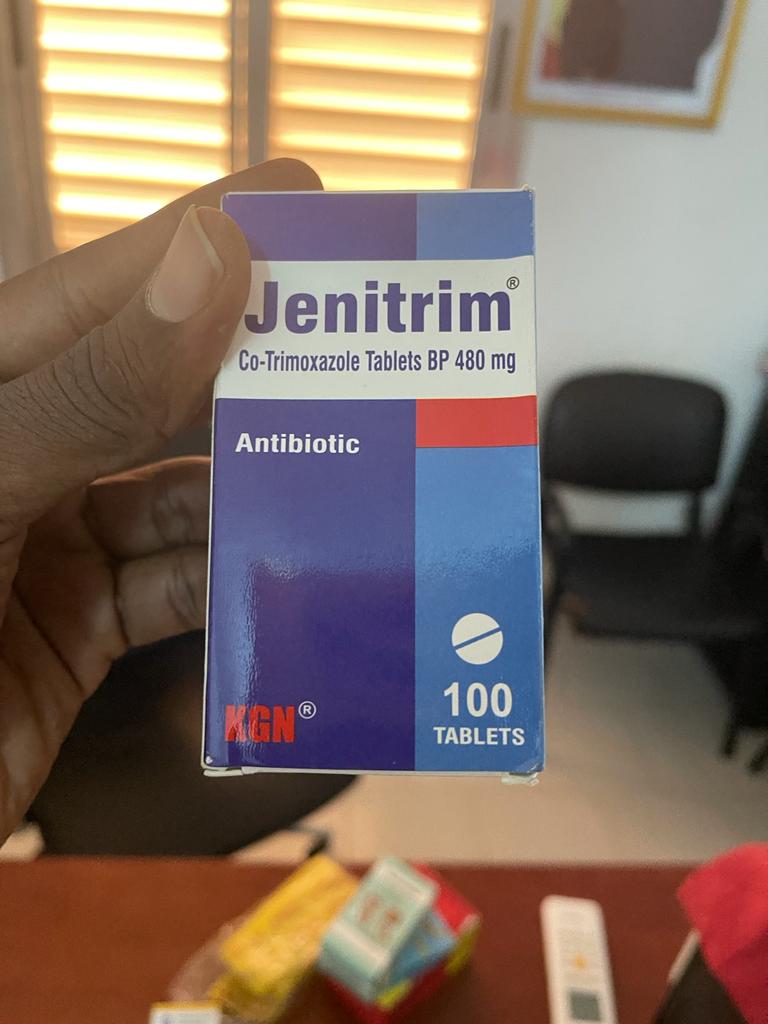 Jenitrim®
Co-Trimoxazole Tablets BP 480 mg
Antibiotic
KGN®
100
TABLETS